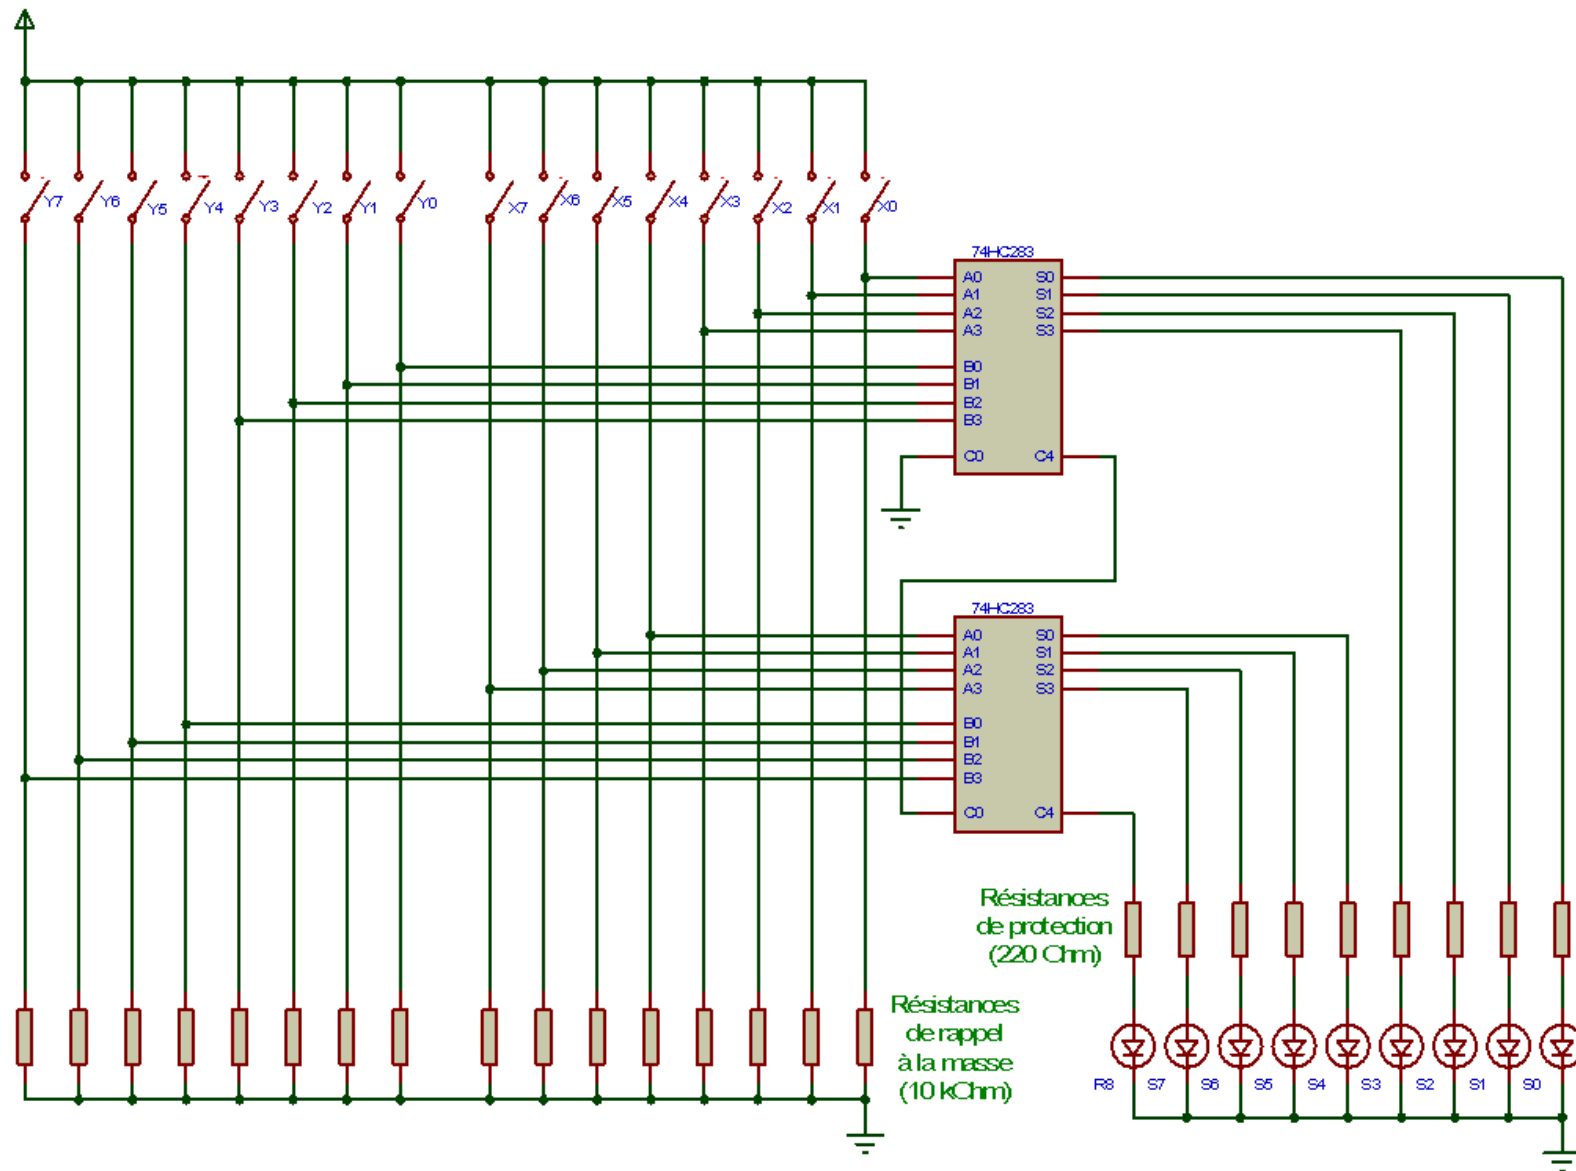 Y7 Y6 Y5 Y4 Y3 Y2 Y1 Y0 X7 X6 X5 X4 X3 X2 X1 X0
74HC283
A0 S0
A1 S1
A2 S2
A3 S3
B0
B1
B2
B3
C0 C4
74HC283
A0 S0
A1 S1
A2 S2
A3 S3
B0
B1
B2
B3
C0 C4
Résistances
de protection
(220 Ohm)
Résistances
de rappel
à la masse
(10 kOhm)
R8 S7 S6 S5 S4 S3 S2 S1 S0